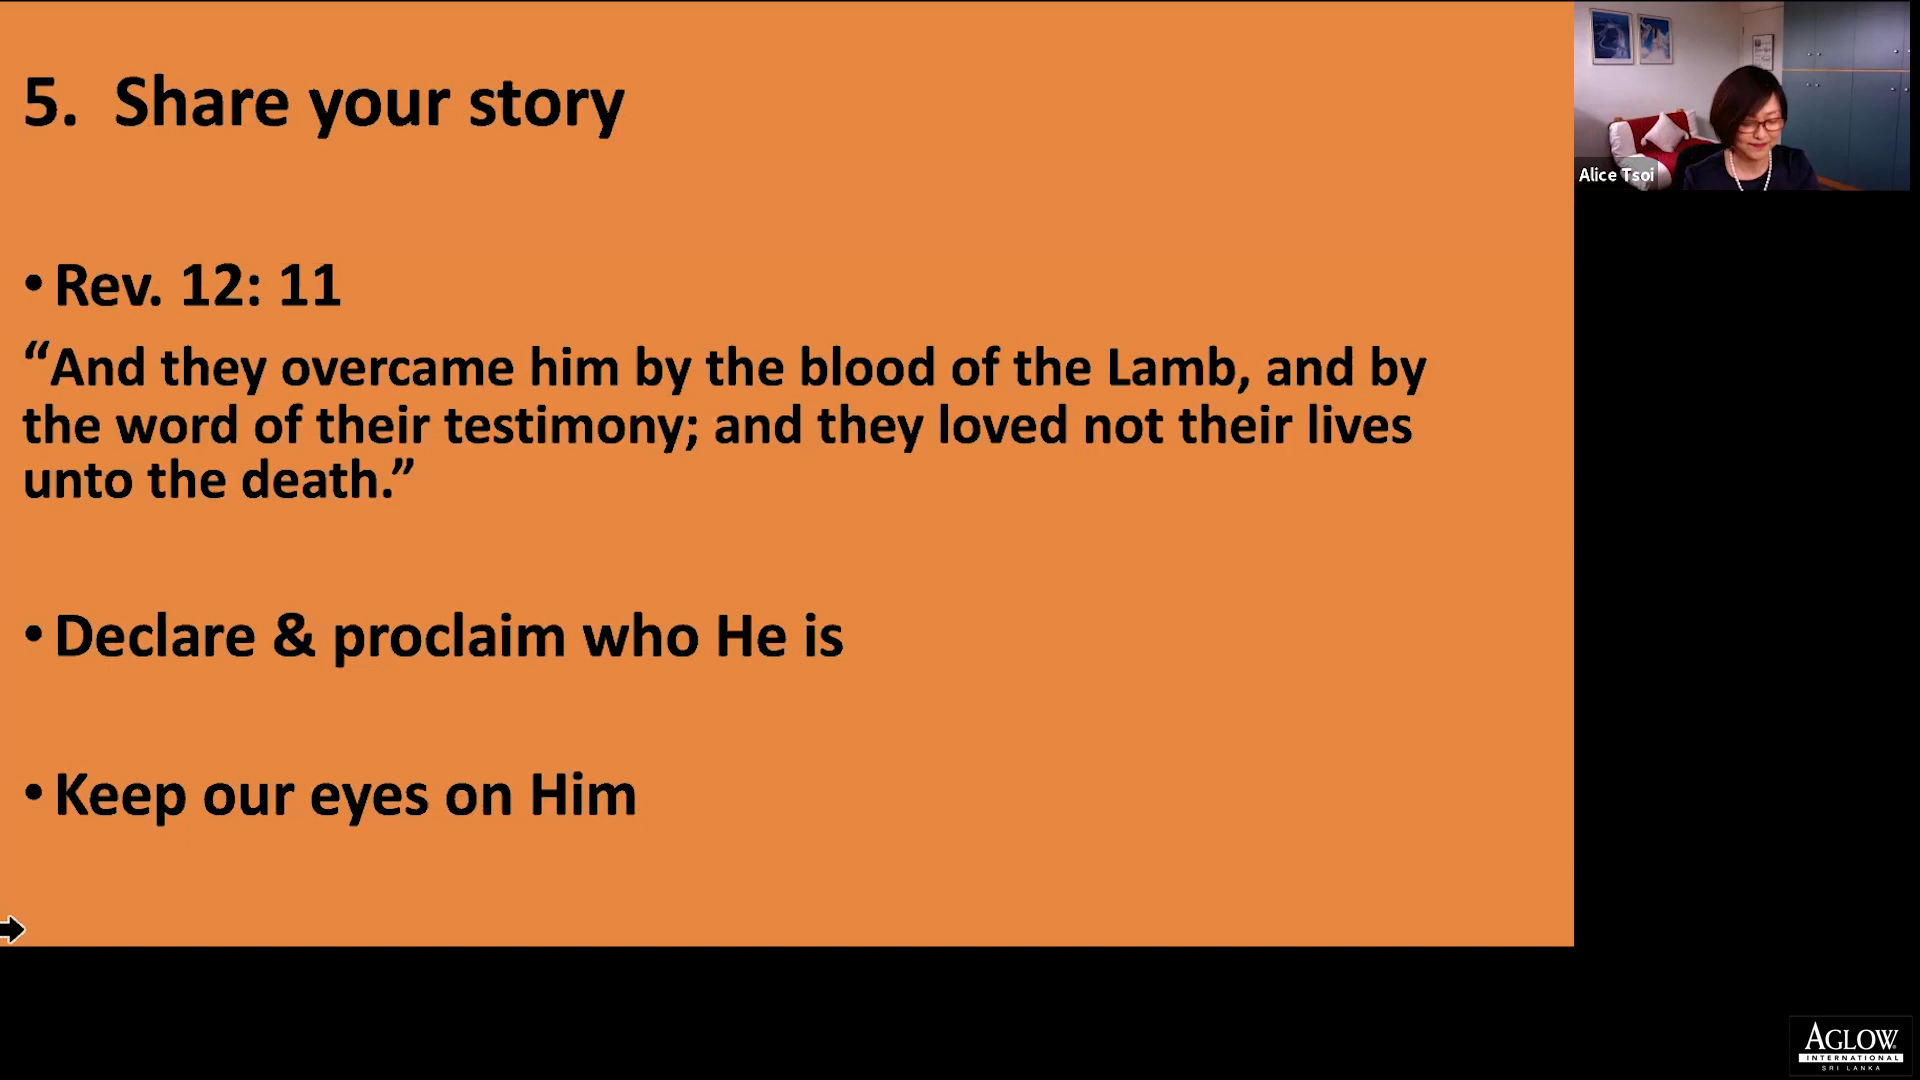 5. Share your story
• Rev. 12: 11
“And they overcame him by the blood of the Lamb, and by
the word of their testimony; and they loved not their lives
unto the death.”
• Declare & proclaim who He is
• Keep our eyes on Him
Alice Tsoi
AGLOW
INTERNATIONAL
SRI LANKA